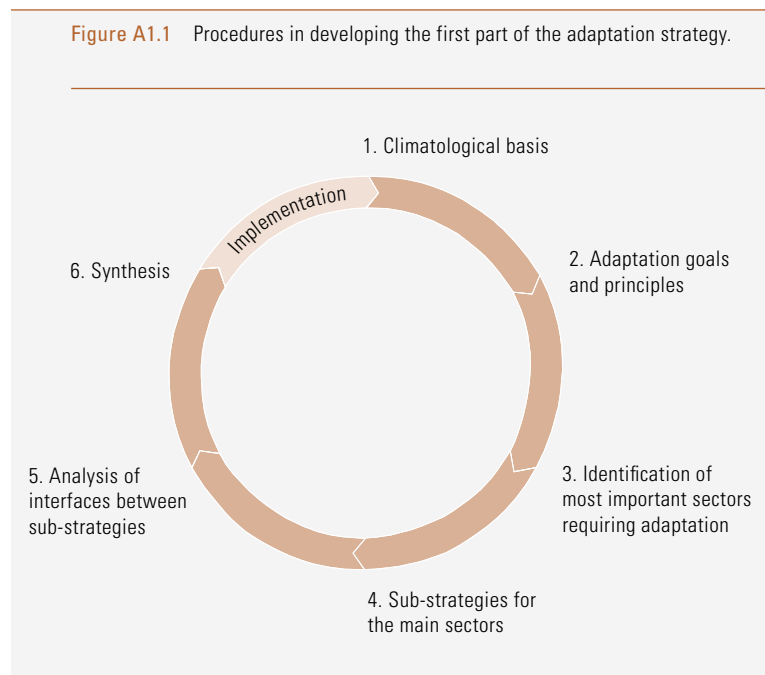 Figure A1.1 Procedures in developing the first part of the adaptation strategy.
1. Climatological basis
Implementation
2. Adaptation goals
and principles
6. Synthesis
3. Identification of
most important sectors
requiring adaptation
5. Analysis of
interfaces between
sub-strategies
4. Sub-strategies for
the main sectors